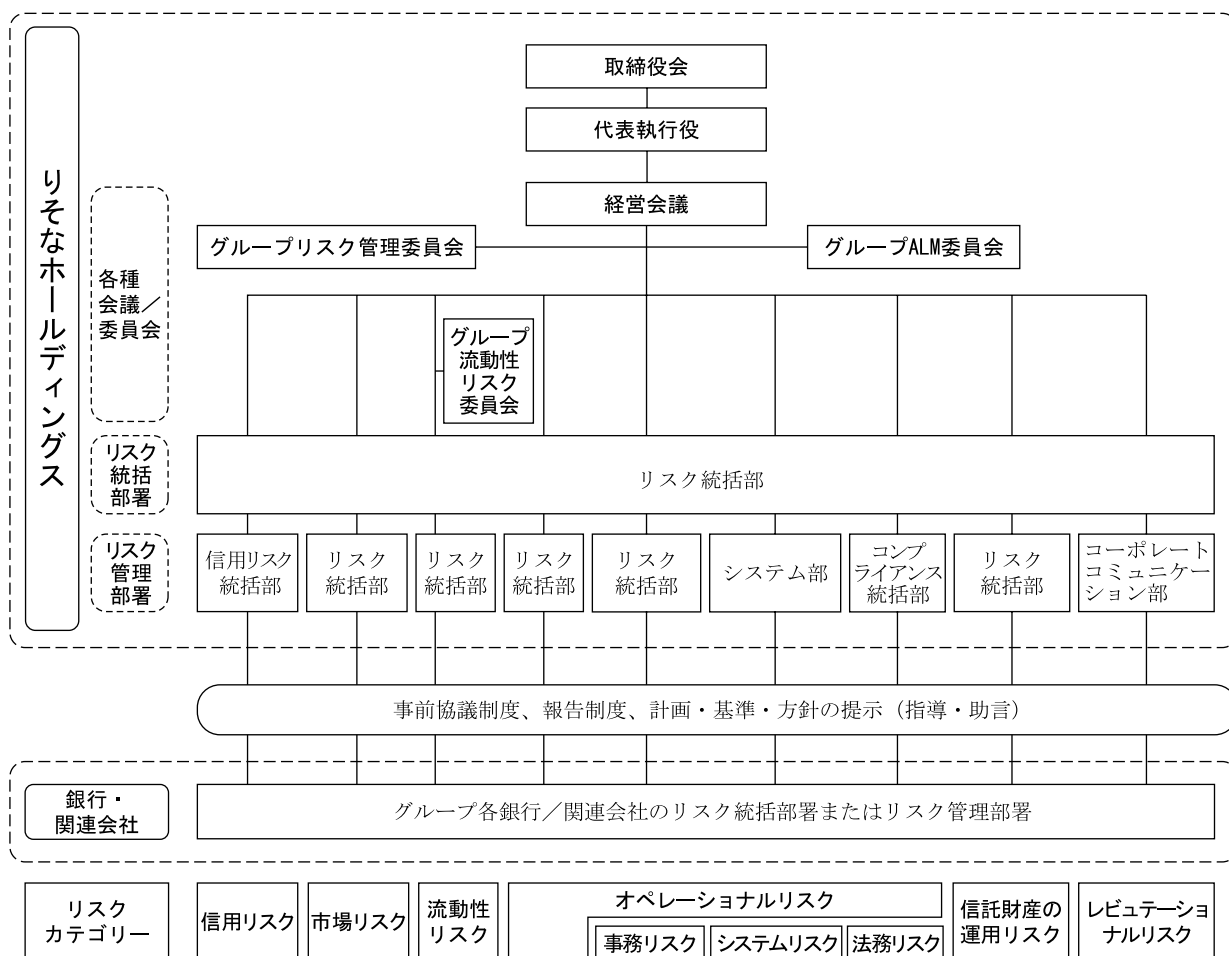 取締役会
代表執行役
経営会議
グループリスク管理委員会
グループALM委員会
りそなホールディングス
各種
会議／
委員会
グループ
流動性
リスク
委員会
リスク
統括
部署
リスク統括部
リスク
管理
部署
信用リスク
統括部
リスク
統括部
リスク
統括部
リスク
統括部
リスク
統括部
システム部
コンプ
ライアンス
統括部
リスク
統括部
コーポレート
コミュニケー
ション部
事前協議制度、報告制度、計画・基準・方針の提示（指導・助言）
銀行・
関連会社
グループ各銀行／関連会社のリスク統括部署またはリスク管理部署
リスク
カテゴリー
信用リスク
市場リスク
流動性
リスク
オペレーショナルリスク
事務リスク
システムリスク
法務リスク
信託財産の
運用リスク
レピュテーショ
ナルリスク